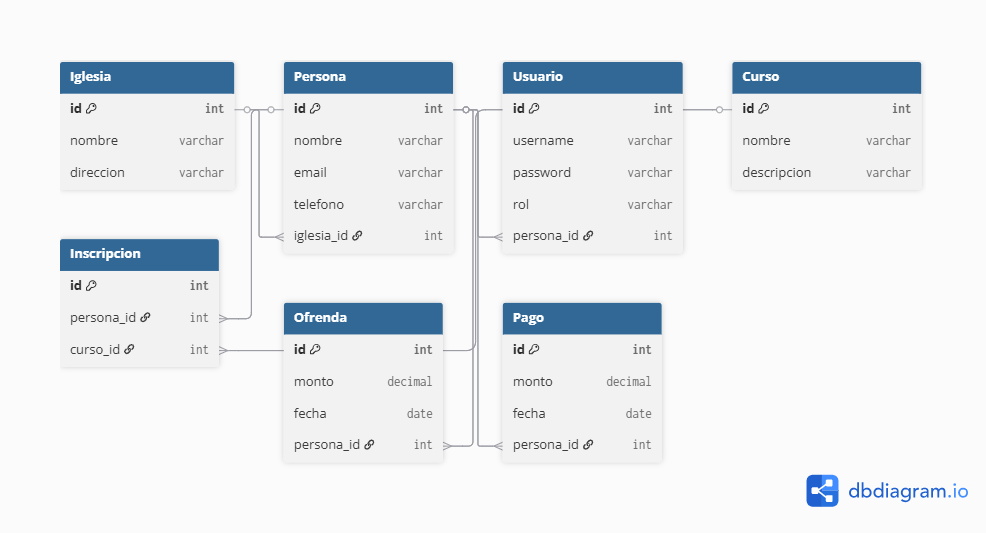 Iglesia
id int
nombre varchar
direccion varchar
Persona
id int
nombre varchar
email varchar
telefono varchar
iglesia_id int
Usuario
id int
username varchar
password varchar
rol varchar
persona_id int
Curso
id int
nombre varchar
descripcion varchar
Inscripcion
id int
persona_id int
curso_id int
Ofrenda
id int
monto decimal
fecha date
persona_id int
Pago
id int
monto decimal
fecha date
persona_id int
dbdiagram.io